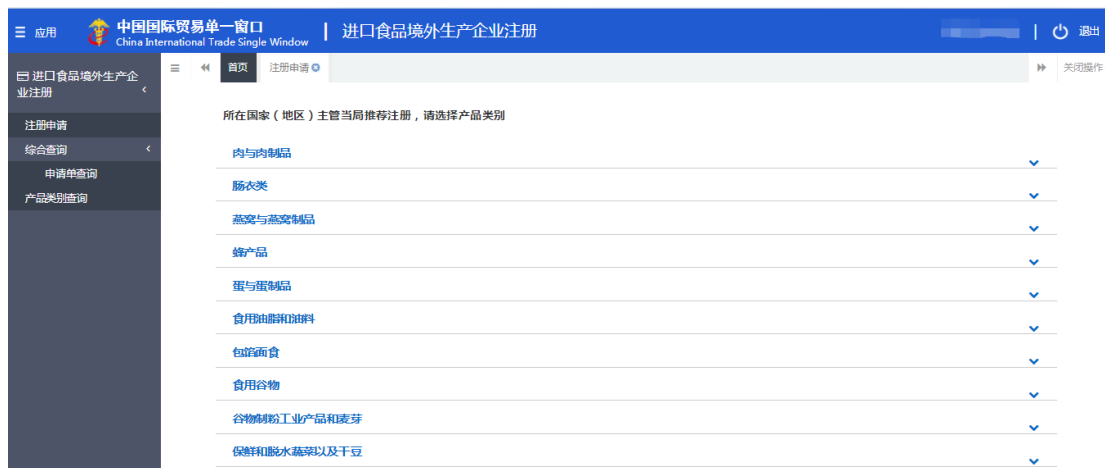 应用
中国国际贸易单一窗口
China International Trade Single Window
进口食品境外生产企业注册
退出
进口食品境外生产企
业注册
首页
注册申请
关闭操作
注册申请
综合查询
申请单查询
产品类别查询
所在国家（地区）主管当局推荐注册，请选择产品类别
肉与肉制品
肠衣类
燕窝与燕窝制品
蜂产品
蛋与蛋制品
食用油脂和油料
包馅面食
食用谷物
谷物制粉工业产品和麦芽
保鲜和脱水蔬菜以及干豆